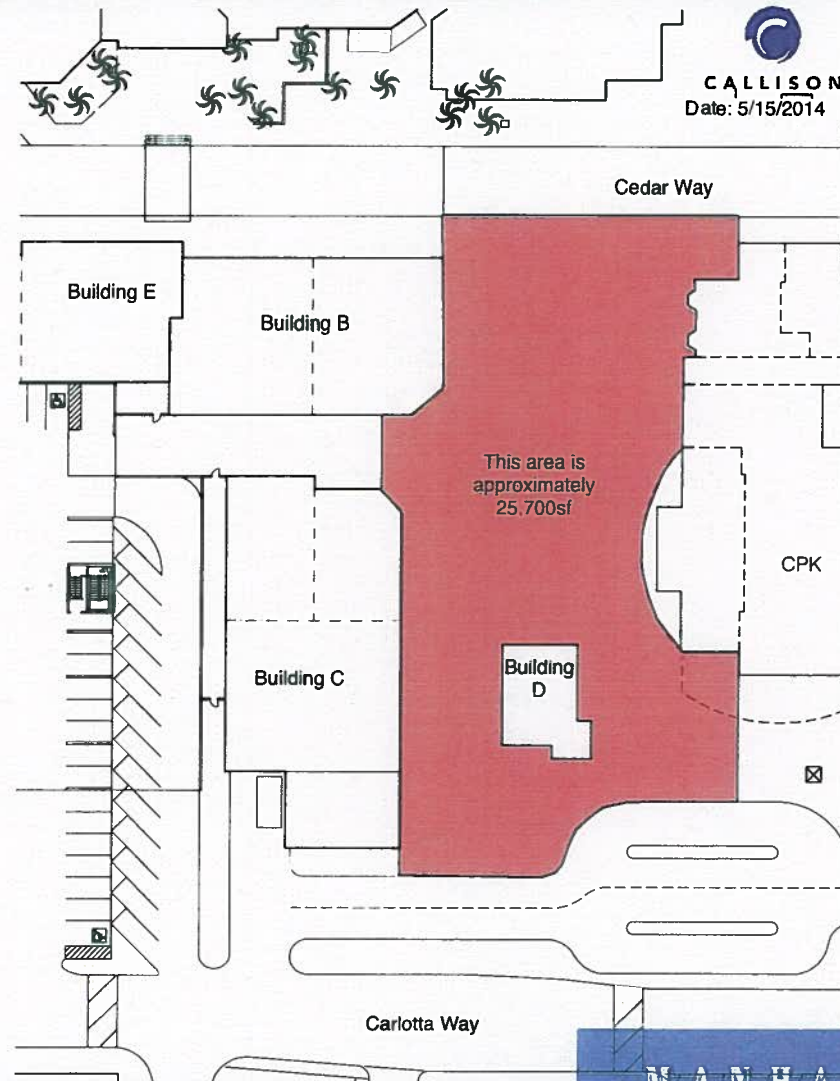 CALLISON
Date: 5/15/2014
Cedar Way
Building E
Building B
This area is
approximately
25,700sf
CPK
Building
D
Building C
Carlotta Way